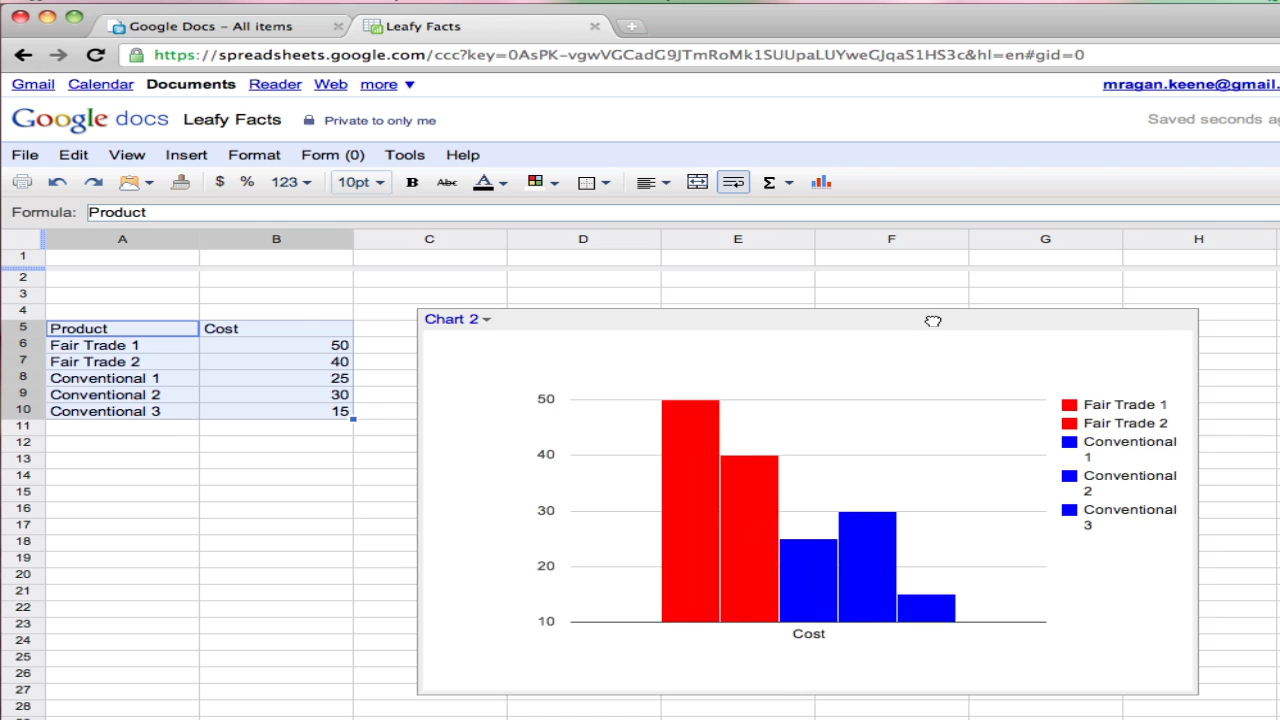 Google Docs – All items
Leafy Facts
https://spreadsheets.google.com/ccc?key=0AsPK-vgwVGCadG9JTmRoMk1SUUpaLUYweGJqaS1HS3c&hl=en#gid=0
Gmail Calendar Documents Reader Web more ▼ mragan.keene@gmail.
Google docs Leafy Facts Private to only me Saved seconds ag
File Edit View Insert Format Form (0) Tools Help
$ % 123 10pt B Abc A Σ
Formula: Product
A B C D E F G H
1
2
3
4
5 Product Cost
6 Fair Trade 1 50
7 Fair Trade 2 40
8 Conventional 1 25
9 Conventional 2 30
10 Conventional 3 15
11
12
13
14
15
16
17
18
19
20
21
22
23
24
25
26
27
28
Chart 2
50
40
30
20
10
Cost
Fair Trade 1
Fair Trade 2
Conventional
1
Conventional
2
Conventional
3